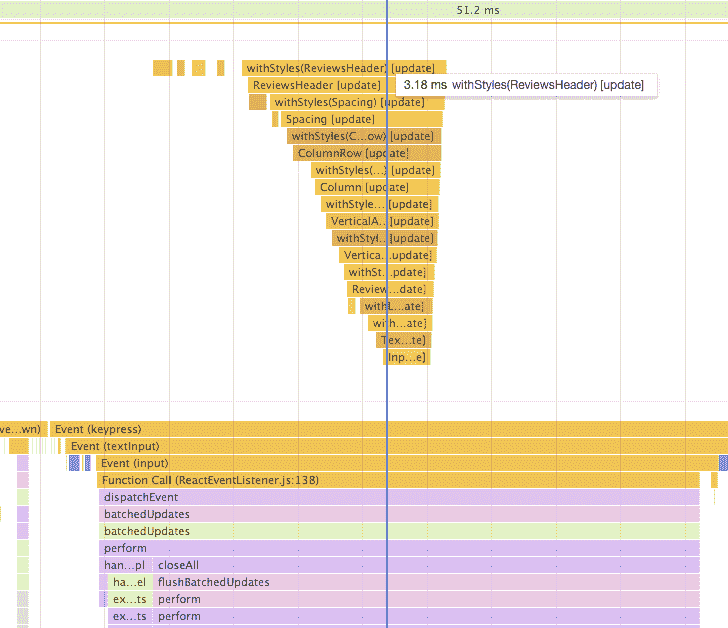 51.2 ms
withStyles(ReviewsHeader) [update]
ReviewsHeader [update]
3.18 ms withStyles(ReviewsHeader) [update]
withStyles(Spacing) [update]
Spacing [update]
withStyles(C...ow) [update]
ColumnRow [update]
withStyles(...) [update]
Column [update]
withStyle... [update]
VerticalA... [update]
withStyl... [update]
Vertica...update]
withSt...pdate]
Review...date]
withL...ate]
with...ate]
Tex...te]
Inp...e]
ve...wn) Event (keypress)
Event (textInput)
Event (input)
Function Call (ReactEventListener.js:138)
dispatchEvent
batchedUpdates
batchedUpdates
perform
han...pl closeAll
ha...el flushBatchedUpdates
ex...ts perform
ex...ts perform